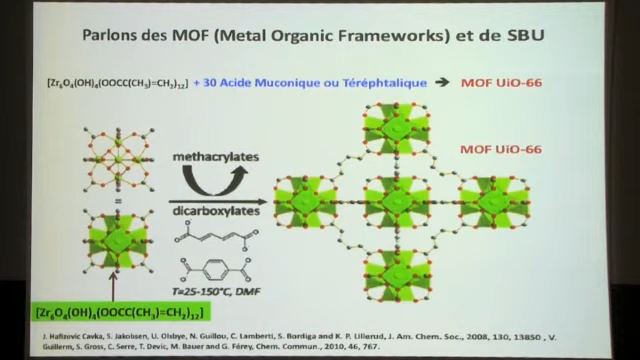 Parlons des MOF (Metal Organic Frameworks) et de SBU
[Zr₆O₄(OH)₄(OOCC(CH₃)=CH₂)₁₂] + 30 Acide Muconique ou Téréphtalique ➔ MOF UiO-66
MOF UiO-66
methacrylates
=
dicarboxylates
T=25-150°C, DMF
[Zr₆O₄(OH)₄(OOCC(CH₃)=CH₂)₁₂]
J. Hafizovic Cavka, S. Jakobsen, U. Olsbye, N. Guillou, C. Lamberti, S. Bordiga and K. P. Lillerud, J. Am. Chem. Soc., 2008, 130, 13850 , V.
Guillerm, S. Gross, C. Serre, T. Devic, M. Bauer and G. Férey, Chem. Commun., 2010, 46, 767.